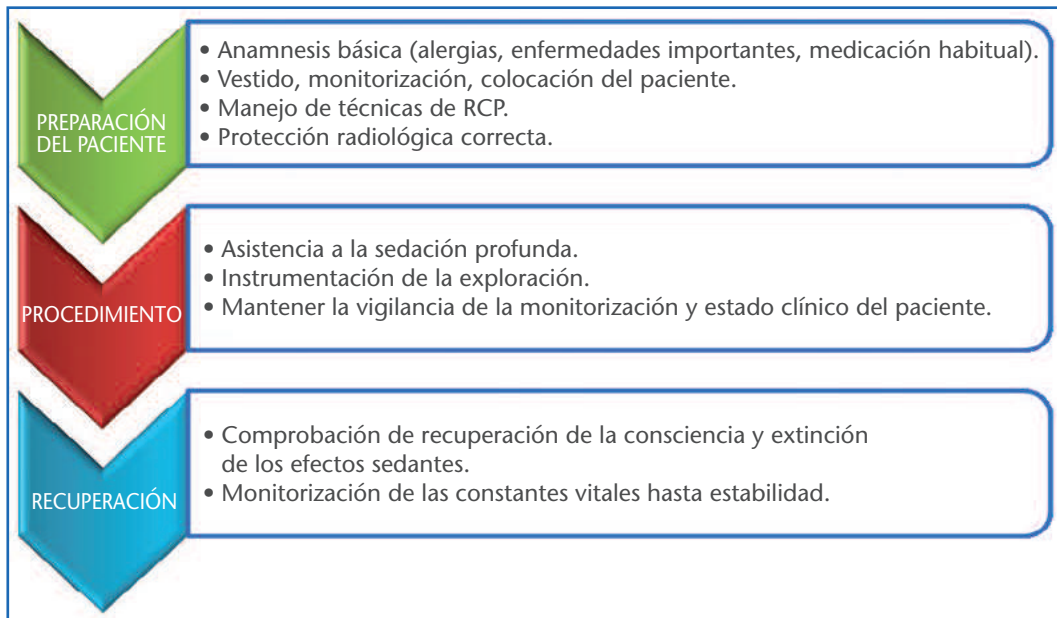 PREPARACIÓN
DEL PACIENTE
• Anamnesis básica (alergias, enfermedades importantes, medicación habitual).
• Vestido, monitorización, colocación del paciente.
• Manejo de técnicas de RCP.
• Protección radiológica correcta.
PROCEDIMIENTO
• Asistencia a la sedación profunda.
• Instrumentación de la exploración.
• Mantener la vigilancia de la monitorización y estado clínico del paciente.
RECUPERACIÓN
• Comprobación de recuperación de la consciencia y extinción
de los efectos sedantes.
• Monitorización de las constantes vitales hasta estabilidad.